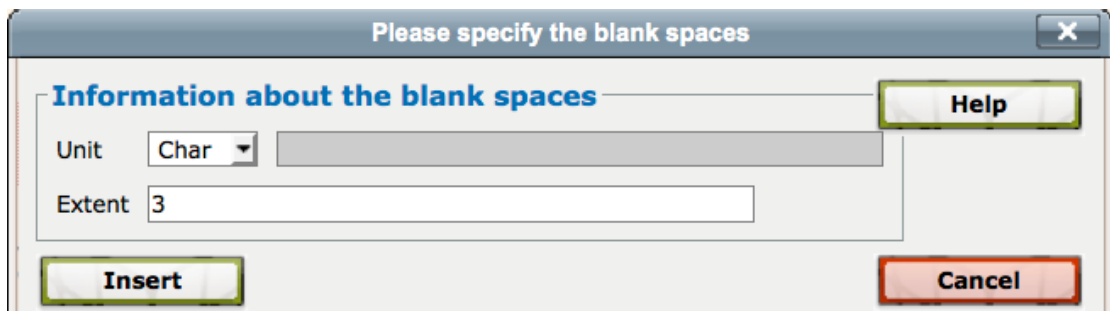 Please specify the blank spaces
Information about the blank spaces
Help
Unit Char
Extent 3
Insert Cancel